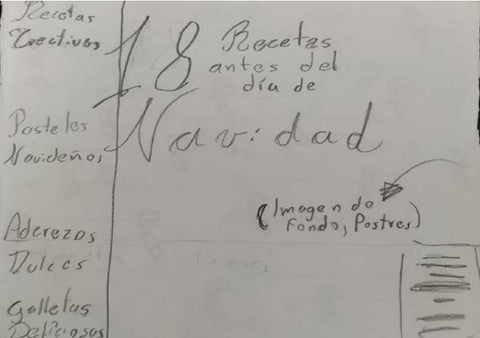 Recetas
Creativas
Pasteles
Navideños
Aderezos
Dulces
Galletas
Deliciosas
18 Recetas
antes del
día de
Navidad
(Imagen de
Fondo, Postres)